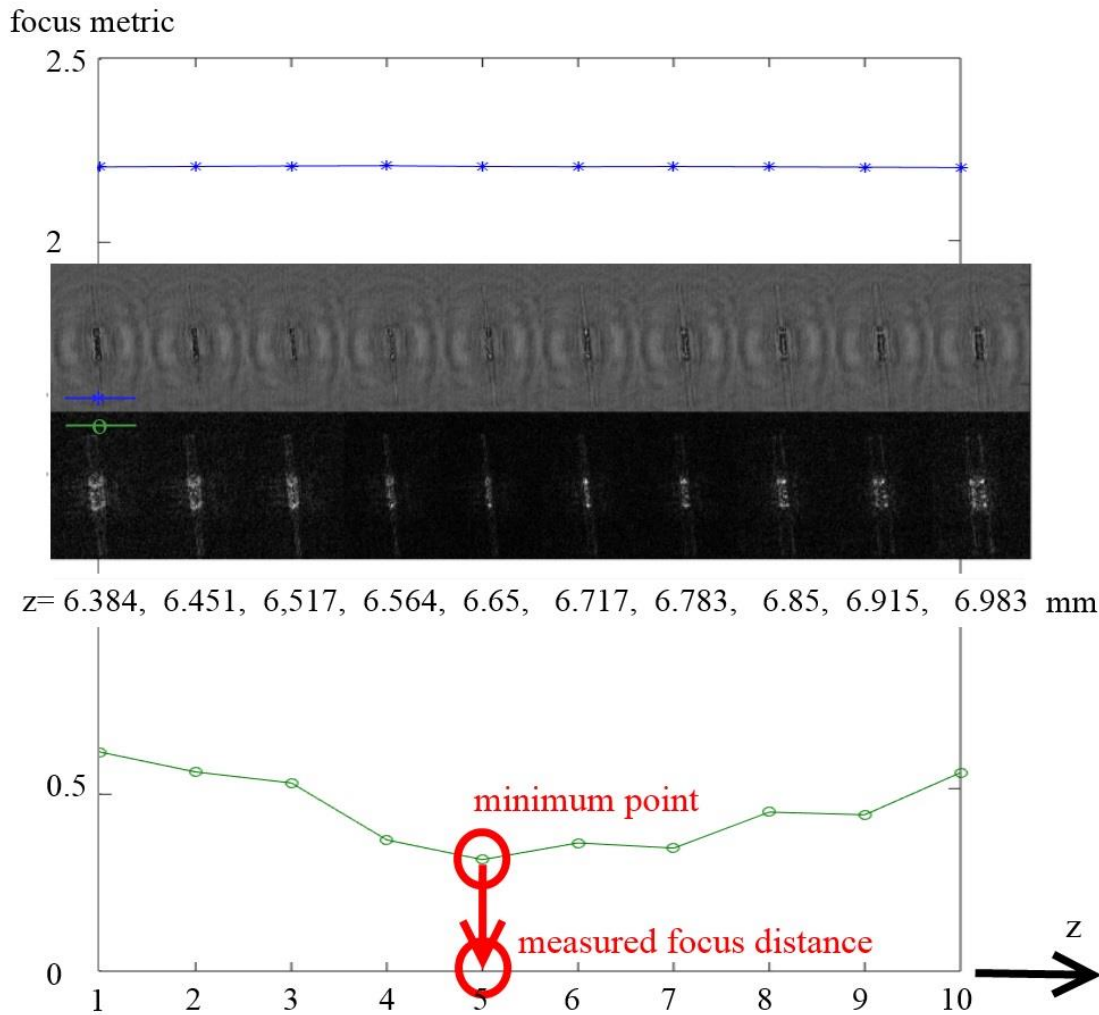 focus metric
2.5
2
z= 6.384, 6.451, 6,517, 6.564, 6.65, 6.717, 6.783, 6.85, 6.915, 6.983 mm
0.5
minimum point
measured focus distance
z
0
1 2 3 4 5 6 7 8 9 10